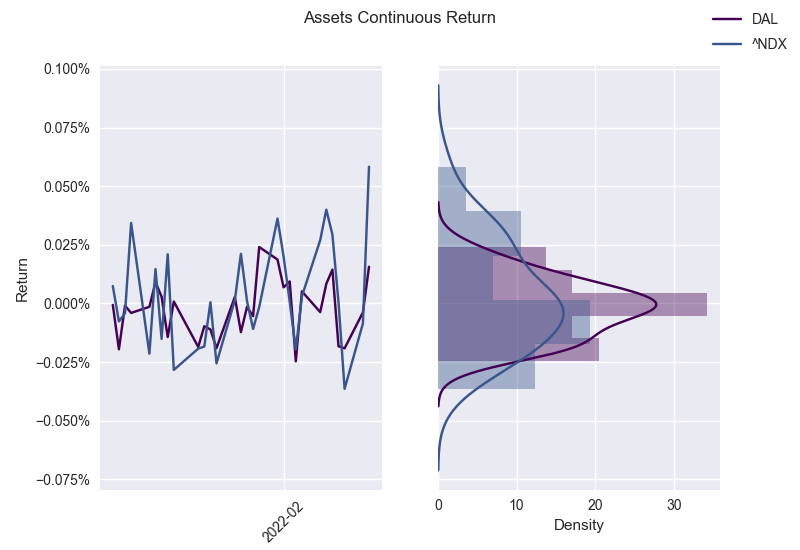 Assets Continuous Return
DAL
^NDX
0.100%
0.075%
0.050%
0.025%
0.000%
−0.025%
−0.050%
−0.075%
Return
2022-02
0 10 20 30
Density